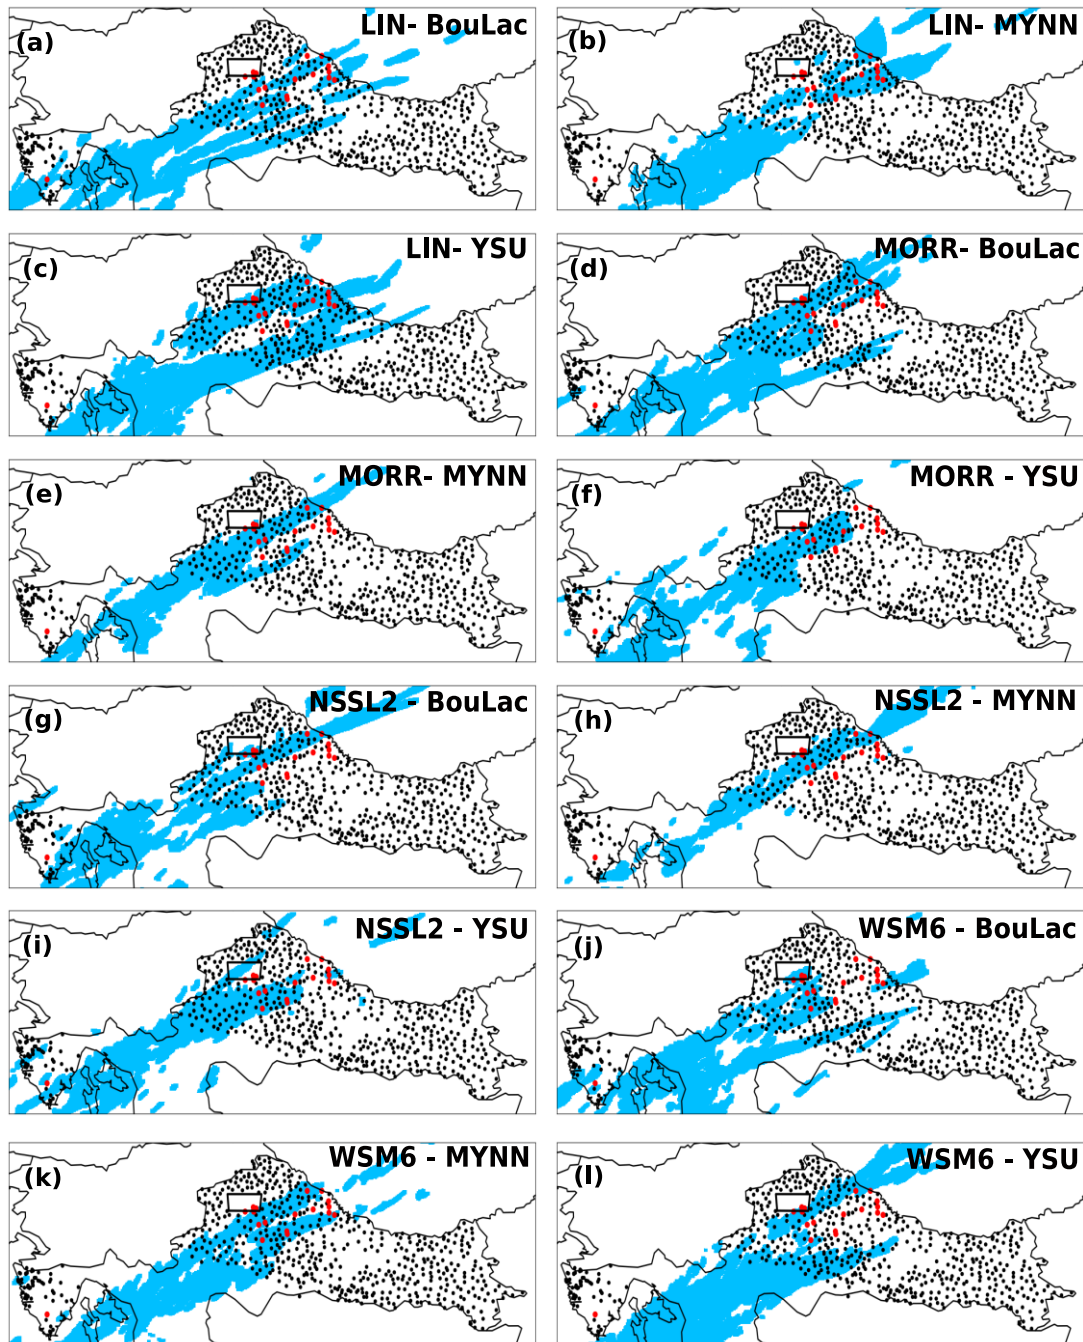 (a) LIN- BouLac
(b) LIN- MYNN
(c) LIN- YSU
(d) MORR- BouLac
(e) MORR- MYNN
(f) MORR - YSU
(g) NSSL2 - BouLac
(h) NSSL2 - MYNN
(i) NSSL2 - YSU
(j) WSM6 - BouLac
(k) WSM6 - MYNN
(l) WSM6 - YSU